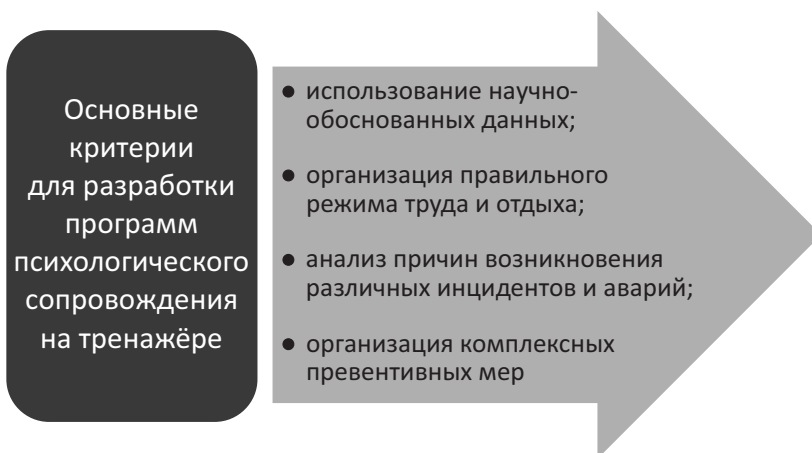 Основные
критерии
для разработки
программ
психологического
сопровождения
на тренажёре
● использование научно-
обоснованных данных;
● организация правильного
режима труда и отдыха;
● анализ причин возникновения
различных инцидентов и аварий;
● организация комплексных
превентивных мер